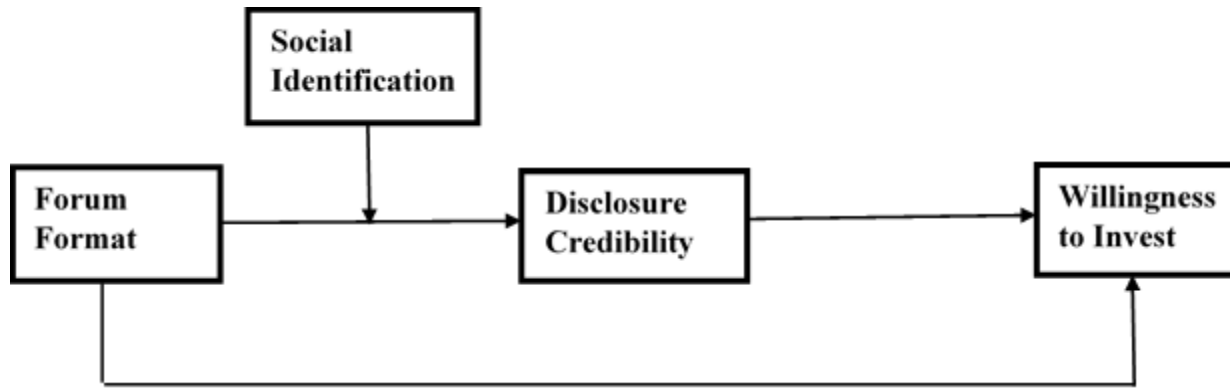 Social
Identification
Forum
Format
Disclosure
Credibility
Willingness
to Invest